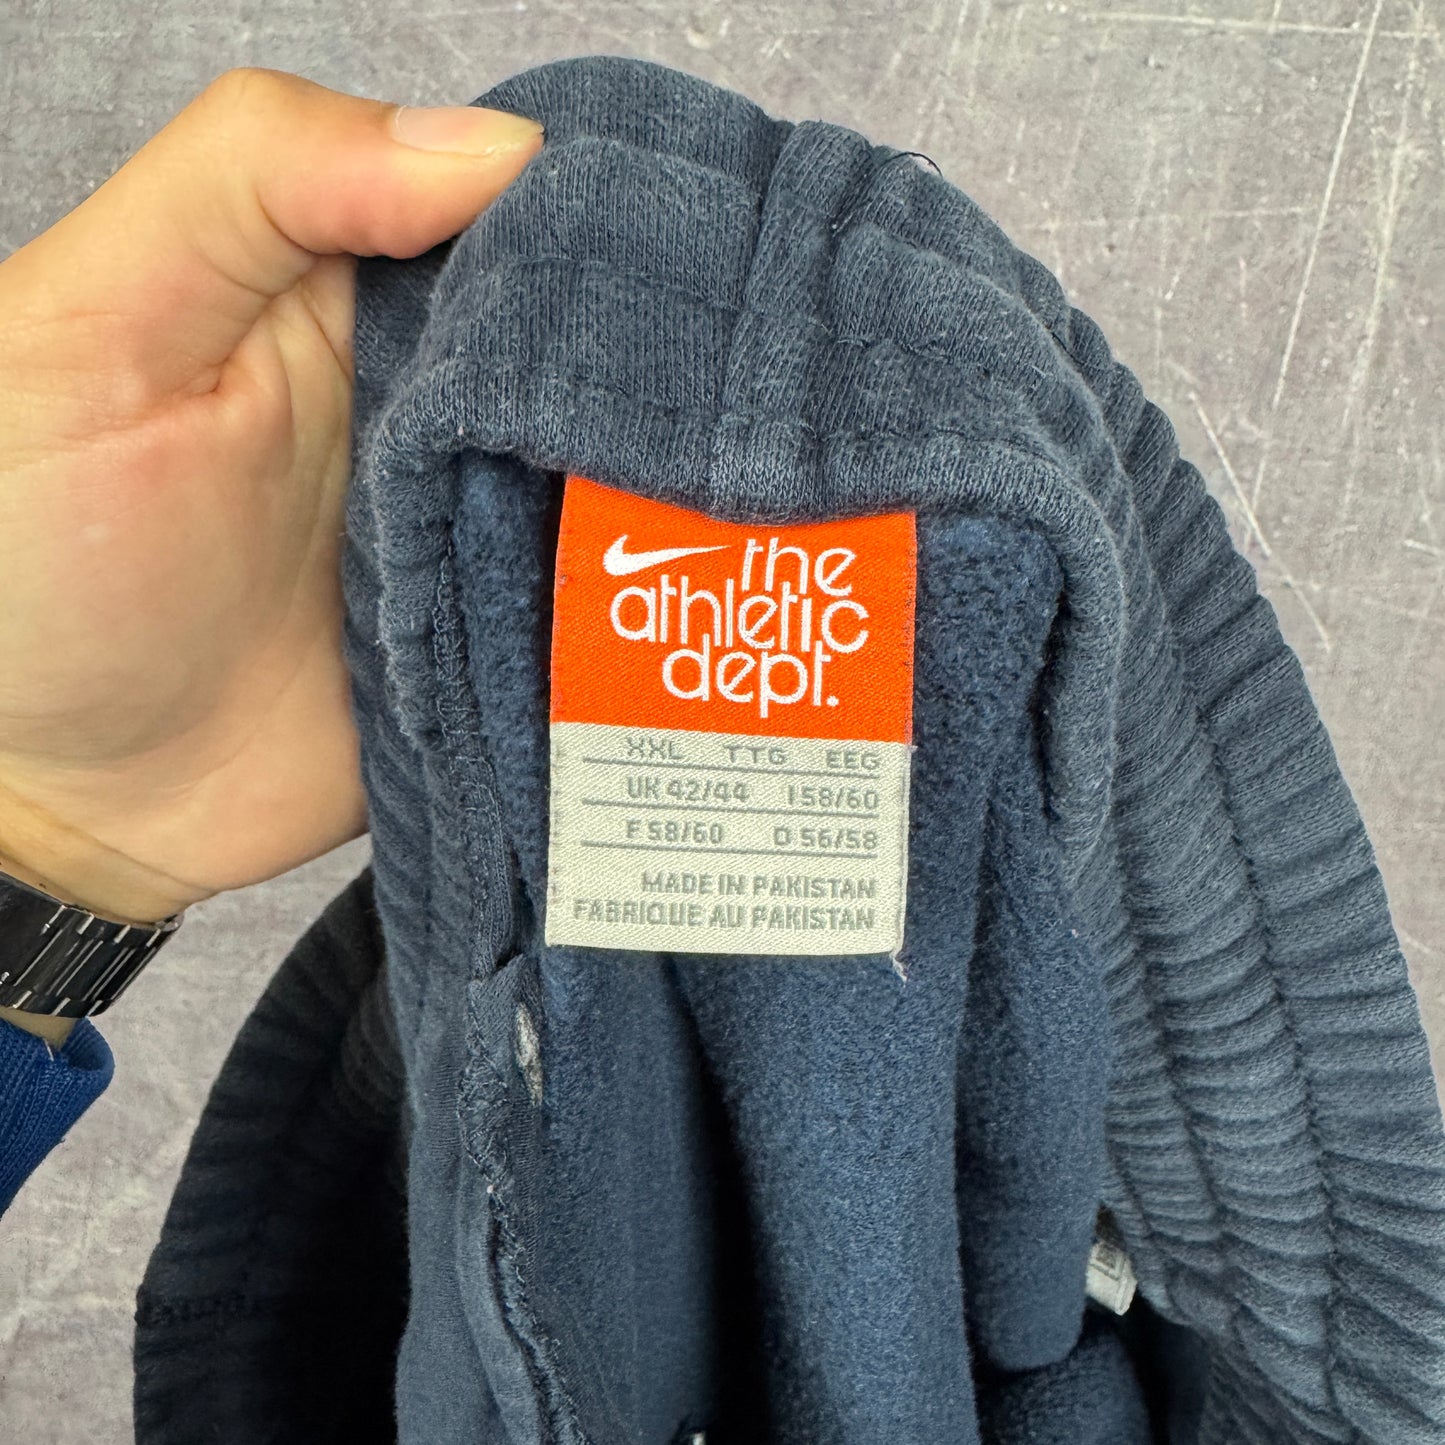 the
athletic
dept.
XXL TTG EEG
UK 42/44 I 58/60
F 58/60 D 56/58
MADE IN PAKISTAN
FABRIQUE AU PAKISTAN